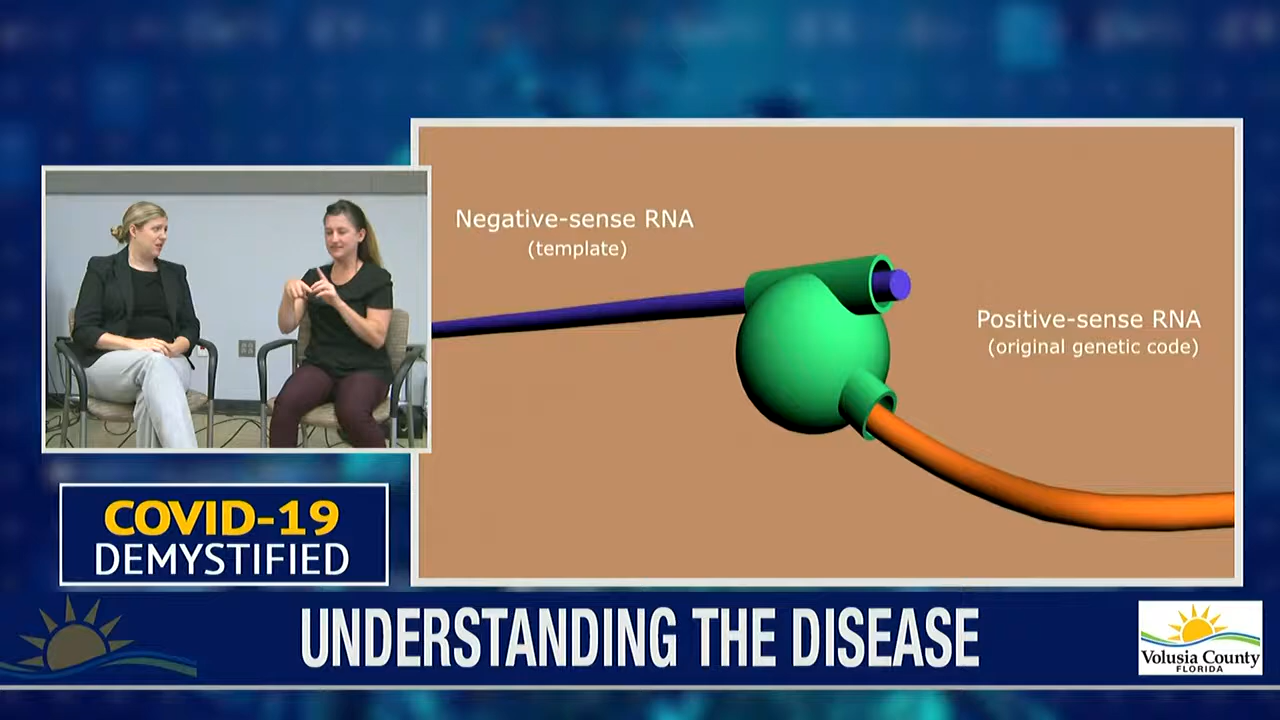 Negative-sense RNA
(template)
Positive-sense RNA
(original genetic code)
COVID-19
DEMYSTIFIED
UNDERSTANDING THE DISEASE
Volusia County
FLORIDA